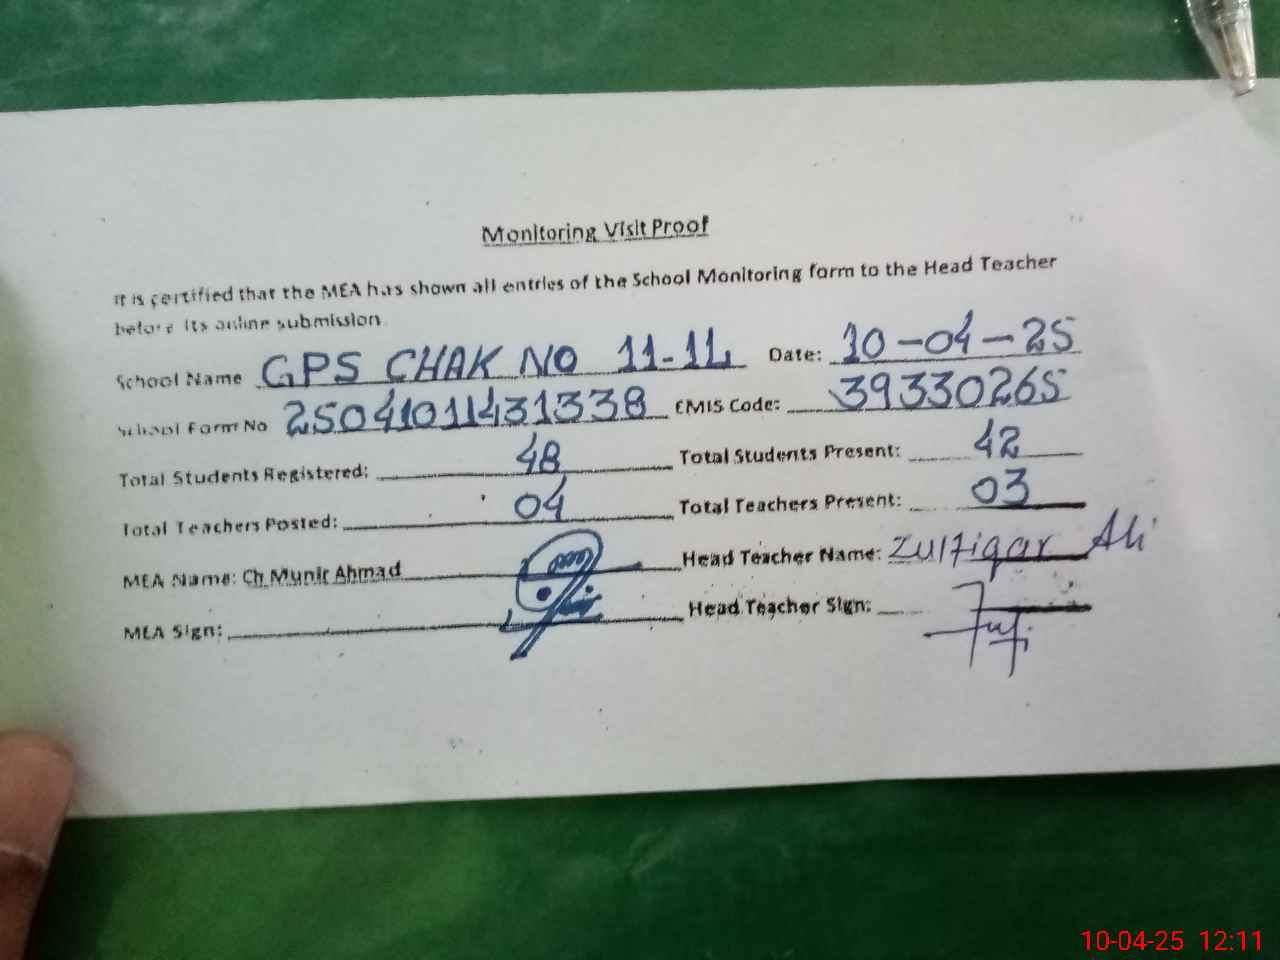 Monitoring Visit Proof
It is certified that the MEA has shown all entries of the School Monitoring form to the Head Teacher
before its online submission
School Name GPS CHAK NO 11-1L Date: 10-04-25
School Form No 25041011431338 EMIS Code: 39330265
Total Students Registered: 48 Total Students Present: 42
Total Teachers Posted: 04 Total Teachers Present: 03
MEA Name: Ch Munir Ahmad Head Teacher Name: Zulfiqar Ali
MEA Sign: Head Teacher Sign:
10-04-25 12:11